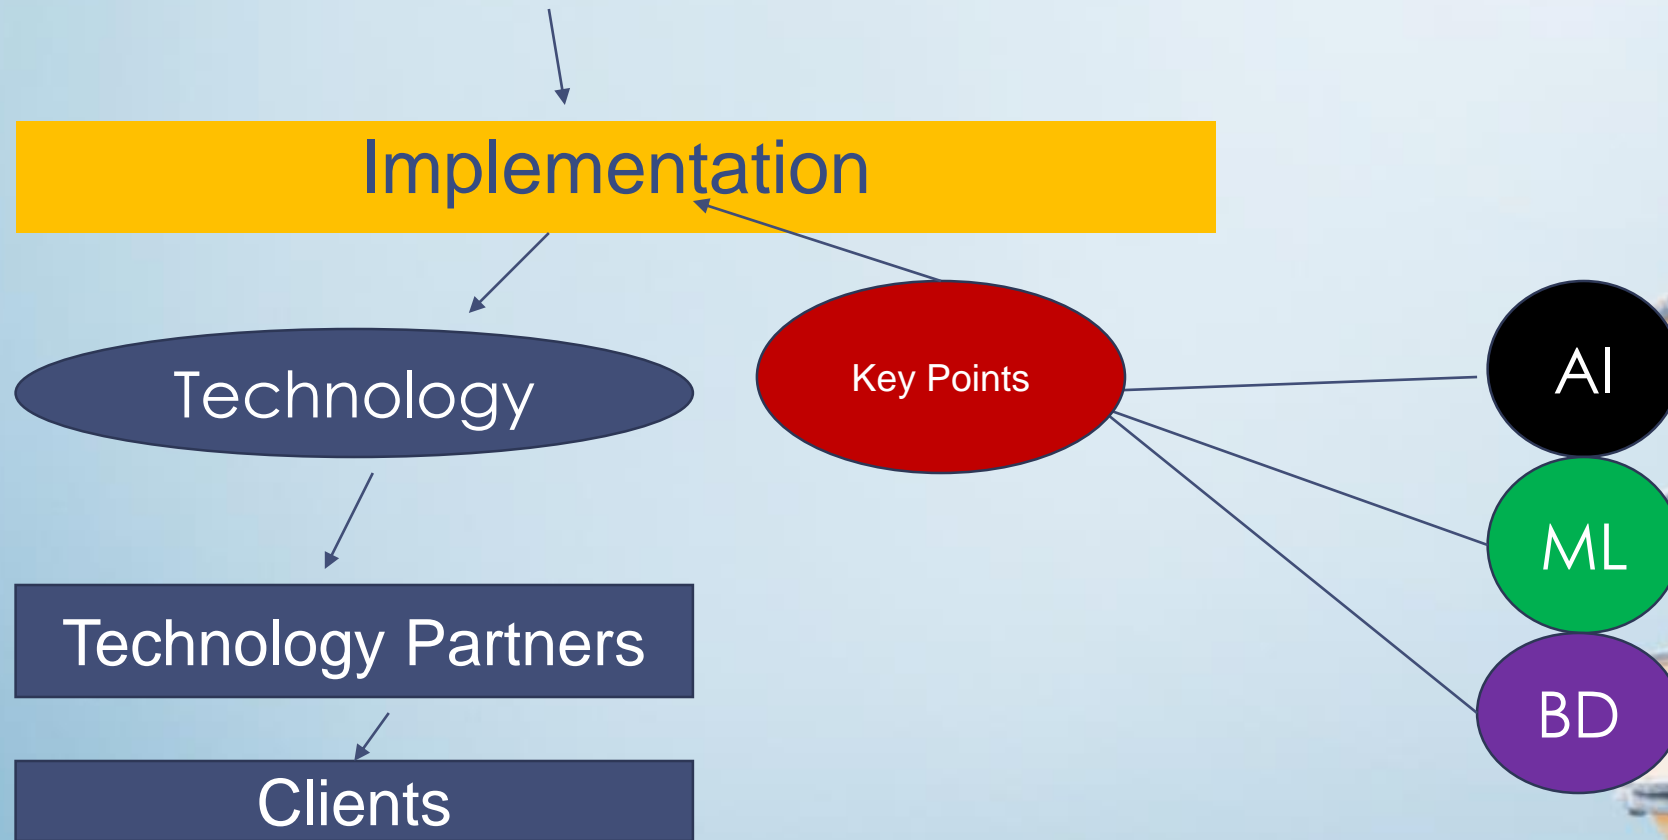 Implementation
Technology
Key Points
AI
ML
Technology Partners
BD
Clients